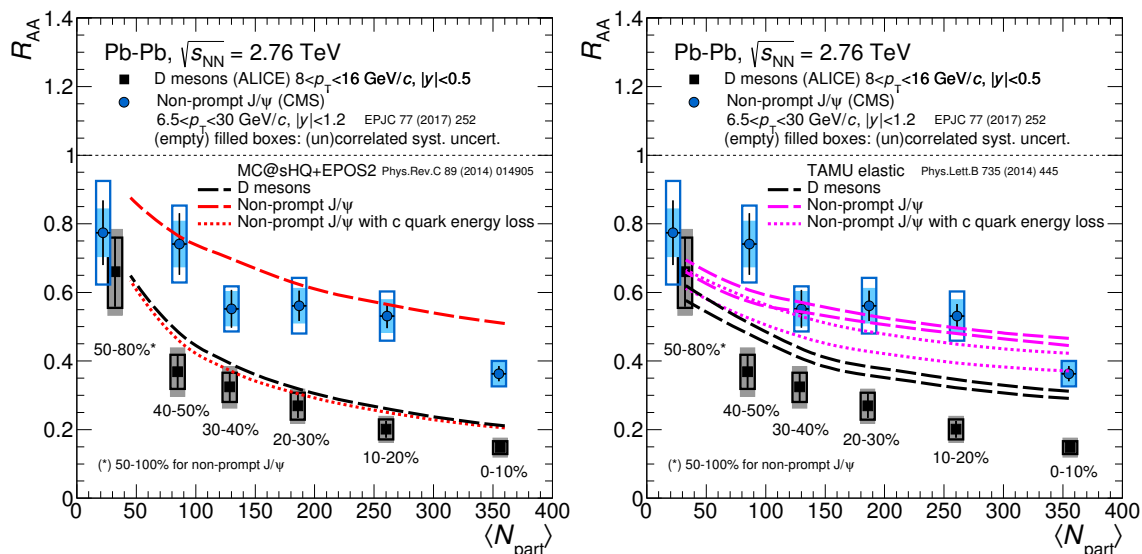 R_AA
1.4
1.2
1
0.8
0.6
0.4
0.2
0
Pb-Pb, √s_NN = 2.76 TeV
D mesons (ALICE) 8<p_T<16 GeV/c, |y|<0.5
Non-prompt J/ψ (CMS)
6.5<p_T<30 GeV/c, |y|<1.2 EPJC 77 (2017) 252
(empty) filled boxes: (un)correlated syst. uncert.
MC@sHQ+EPOS2 Phys.Rev.C 89 (2014) 014905
D mesons
Non-prompt J/ψ
Non-prompt J/ψ with c quark energy loss
50-80%*
40-50%
30-40%
20-30%
10-20%
0-10%
(*) 50-100% for non-prompt J/ψ
0 50 100 150 200 250 300 350 400
⟨N_part⟩
R_AA
1.4
1.2
1
0.8
0.6
0.4
0.2
0
Pb-Pb, √s_NN = 2.76 TeV
D mesons (ALICE) 8<p_T<16 GeV/c, |y|<0.5
Non-prompt J/ψ (CMS)
6.5<p_T<30 GeV/c, |y|<1.2 EPJC 77 (2017) 252
(empty) filled boxes: (un)correlated syst. uncert.
TAMU elastic Phys.Lett.B 735 (2014) 445
D mesons
Non-prompt J/ψ
Non-prompt J/ψ with c quark energy loss
50-80%*
40-50%
30-40%
20-30%
10-20%
0-10%
(*) 50-100% for non-prompt J/ψ
0 50 100 150 200 250 300 350 400
⟨N_part⟩